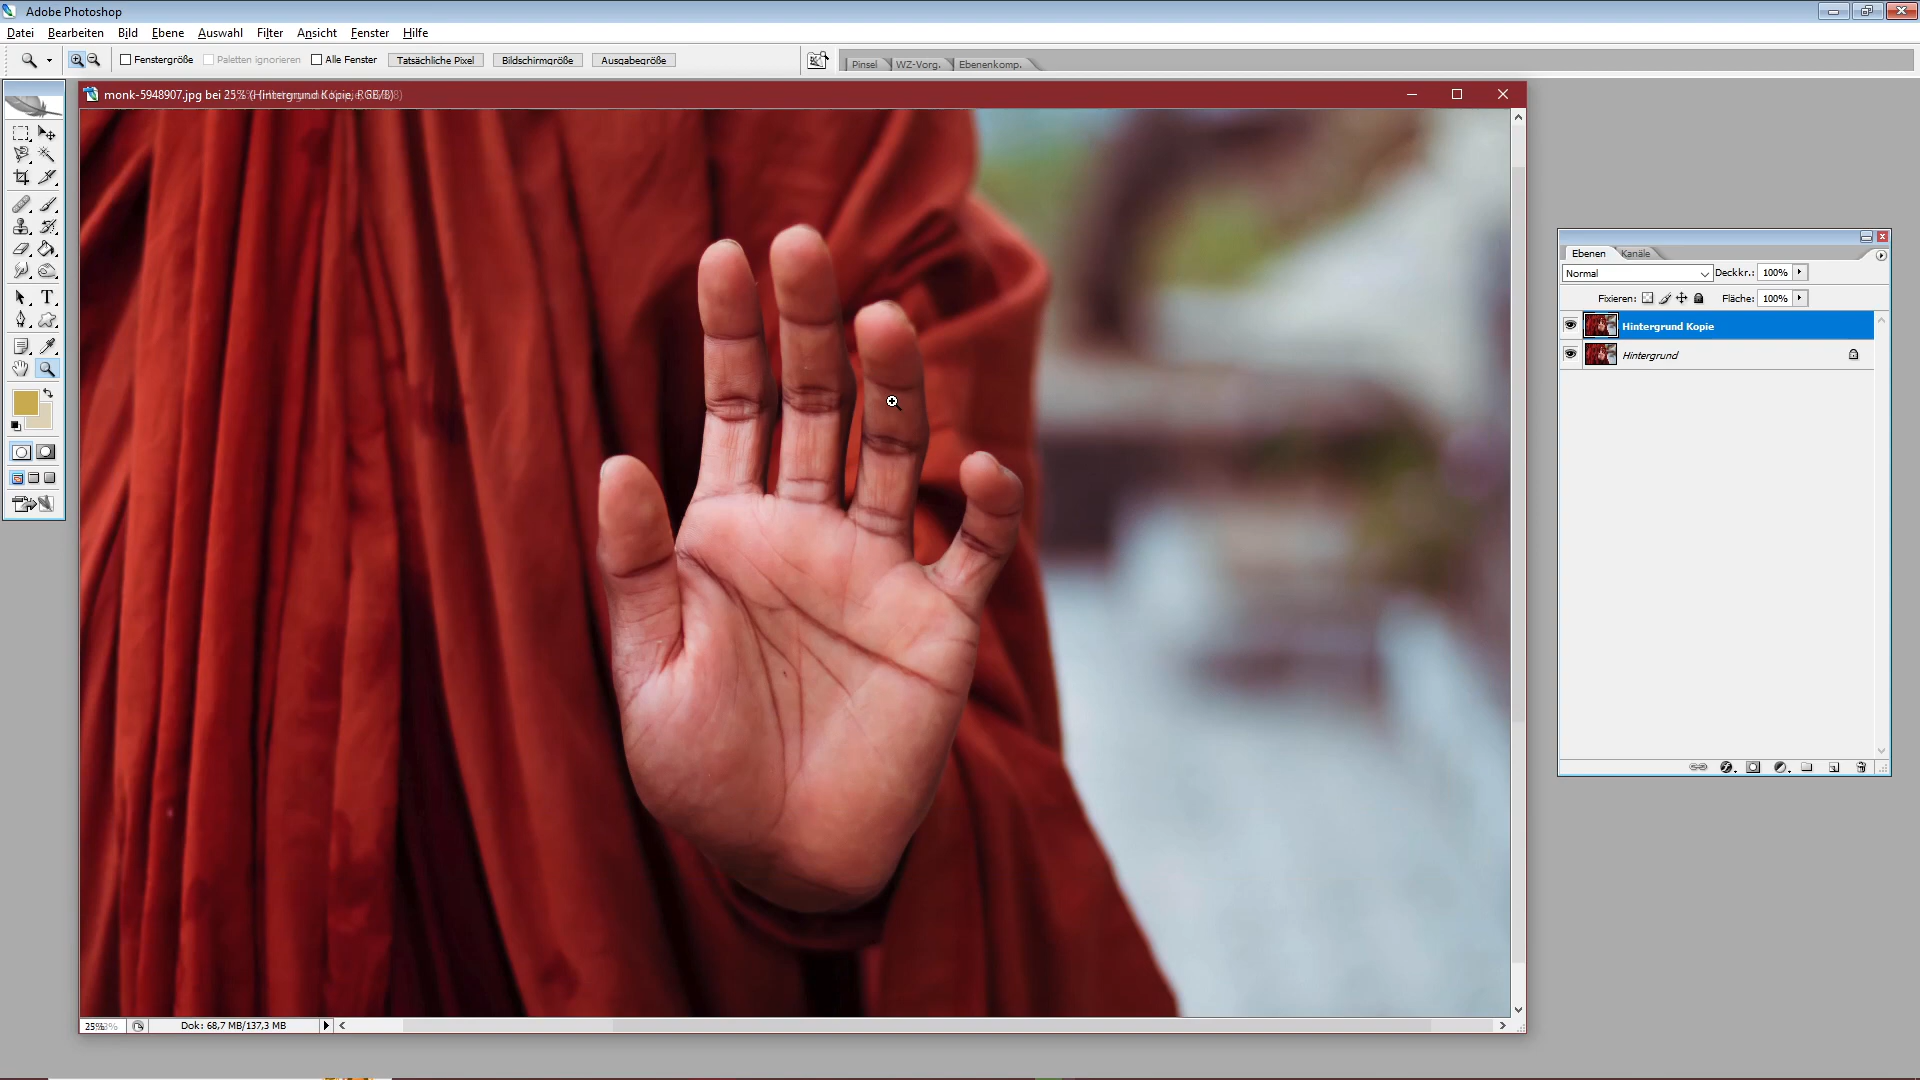 Adobe Photoshop
Datei Bearbeiten Bild Ebene Auswahl Filter Ansicht Fenster Hilfe
Fenstergröße Paletten ignorieren Alle Fenster Tatsächliche Pixel Bildschirmgröße Ausgabegröße Pinsel WZ-Vorg. Ebenenkomp.
monk-5948907.jpg bei 25% (Hintergrund Kopie, RGB/8)
Ebenen Kanäle
Normal Deckkr.: 100%
Fixieren: Fläche: 100%
Hintergrund Kopie
Hintergrund
T
25% Dok: 68,7 MB/137,3 MB